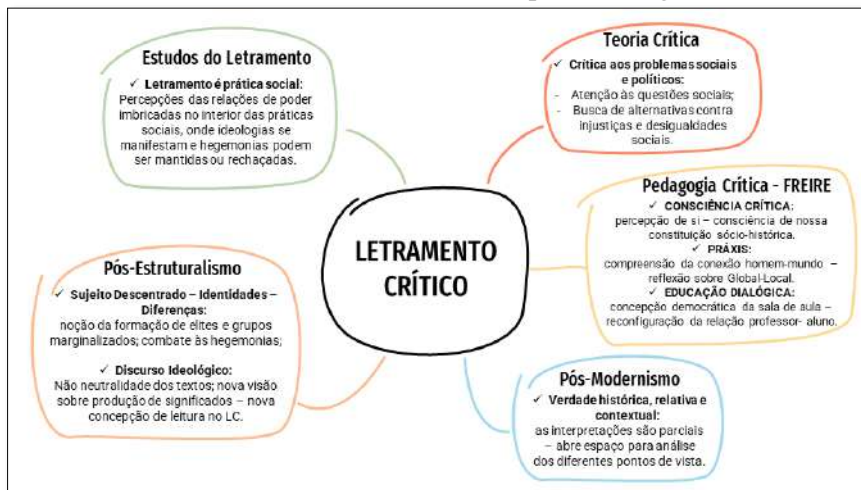 Estudos do Letramento
✓ Letramento é prática social:
Percepções das relações de poder
imbricadas no interior das práticas
sociais, onde ideologias se
manifestam e hegemonias podem
ser mantidas ou rechaçadas.
Teoria Crítica
✓ Crítica aos problemas sociais
e políticos:
- Atenção às questões sociais;
- Busca de alternativas contra
injustiças e desigualdades
sociais.
LETRAMENTO
CRÍTICO
Pedagogia Crítica - FREIRE
✓ CONSCIÊNCIA CRÍTICA:
percepção de si – consciência de nossa
constituição sócio-histórica.
✓ PRÁXIS:
compreensão da conexão homem-mundo –
reflexão sobre Global-Local.
✓ EDUCAÇÃO DIALÓGICA:
concepção democrática da sala de aula –
reconfiguração da relação professor- aluno.
Pós-Estruturalismo
✓ Sujeito Descentrado – Identidades –
Diferenças:
noção da formação de elites e grupos
marginalizados; combate às hegemonias;
✓ Discurso Ideológico:
Não neutralidade dos textos; nova visão
sobre produção de significados – nova
concepção de leitura no LC.
Pós-Modernismo
✓ Verdade histórica, relativa e
contextual:
as interpretações são parciais
– abre espaço para análise
dos diferentes pontos de vista.